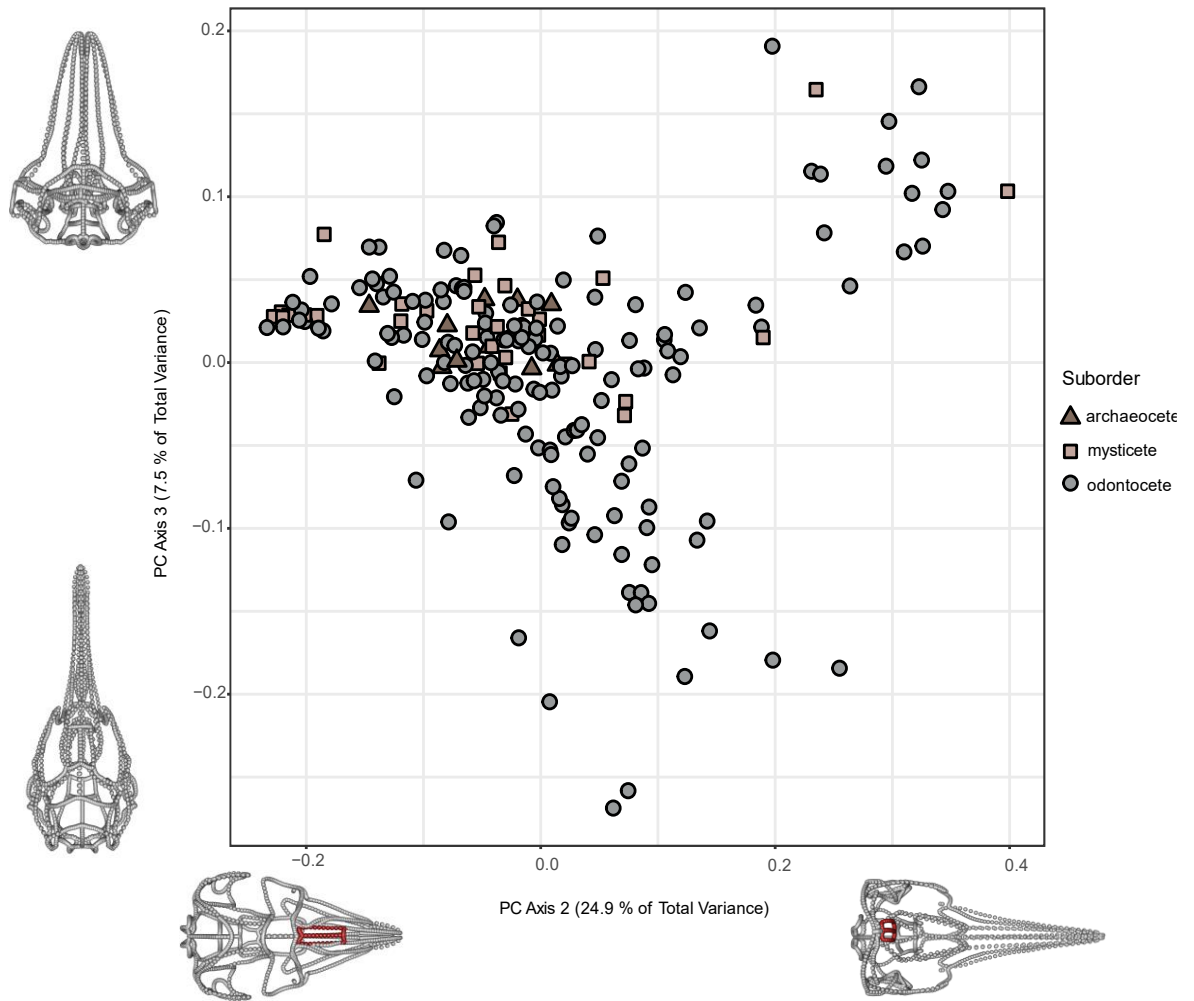 0.2
0.1
0.0
−0.1
−0.2
PC Axis 3 (7.5 % of Total Variance)
−0.2
0.0
0.2
0.4
PC Axis 2 (24.9 % of Total Variance)
Suborder
archaeocete
mysticete
odontocete